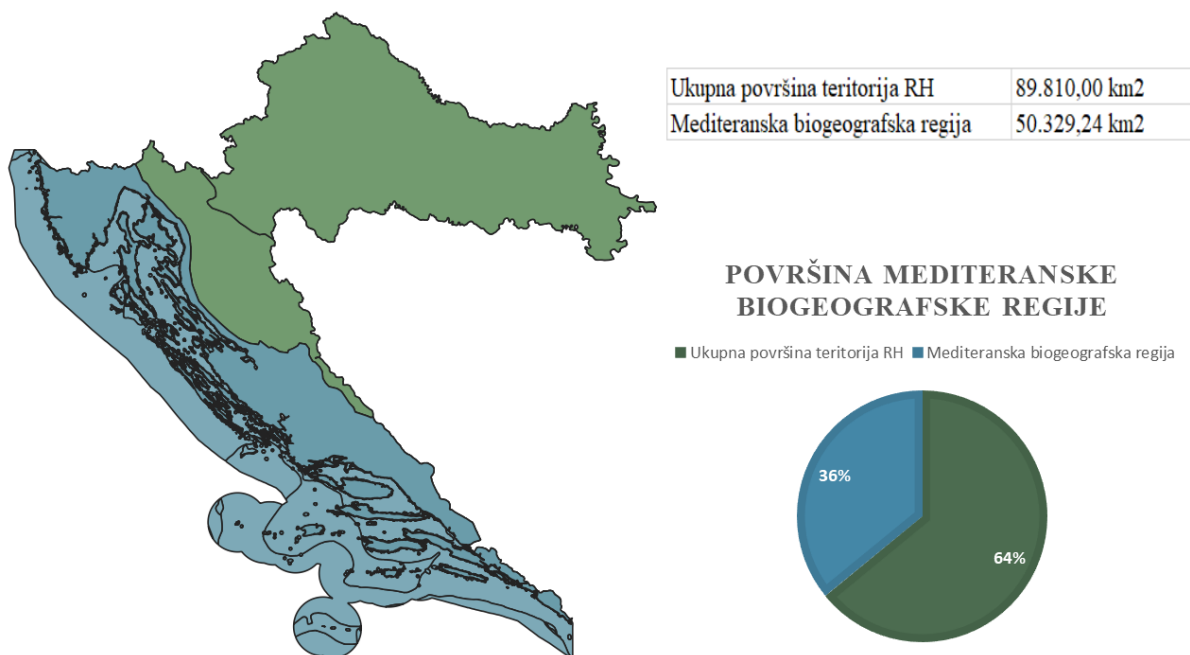 Ukupna površina teritorija RH 89.810,00 km2
Mediteranska biogeografska regija 50.329,24 km2
POVRŠINA MEDITERANSKE
BIOGEOGRAFSKE REGIJE
Ukupna površina teritorija RH Mediteranska biogeografska regija
36%
64%